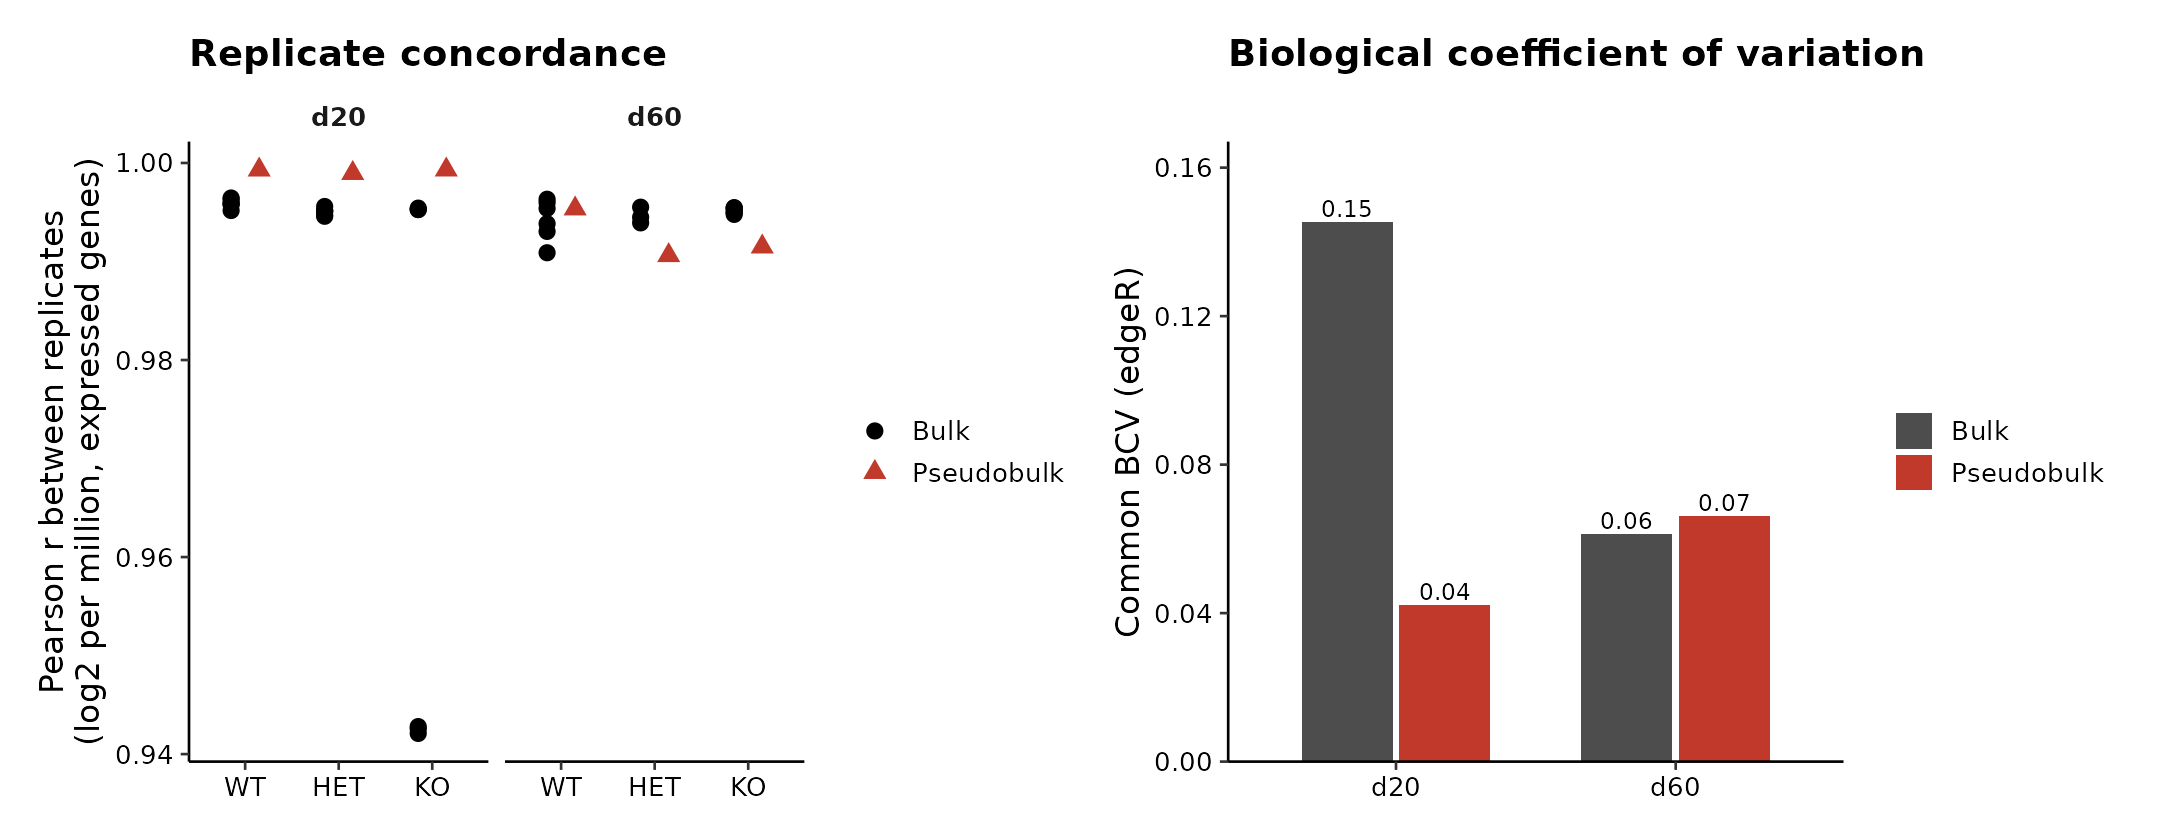 Replicate concordance
d20
d60
Pearson r between replicates
(log2 per million, expressed genes)
1.00
0.98
0.96
0.94
WT
HET
KO
WT
HET
KO
Bulk
Pseudobulk
Biological coefficient of variation
Common BCV (edgeR)
0.16
0.12
0.08
0.04
0.00
0.15
0.04
0.06
0.07
d20
d60
Bulk
Pseudobulk